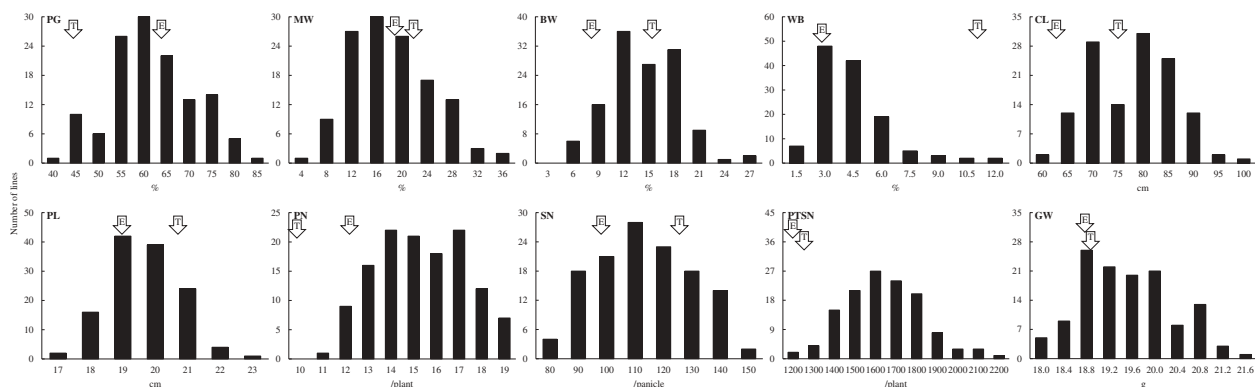 Number of lines
PG
E T
30 24 18 12 6 0
40 45 50 55 60 65 70 75 80 85
%
MW
E T
30 24 18 12 6 0
4 8 12 16 20 24 28 32 36
%
BW
E T
40 30 20 10 0
3 6 9 12 15 18 21 24 27
%
WB
E T
60 50 40 30 20 10 0
1.5 3.0 4.5 6.0 7.5 9.0 10.5 12.0
%
CL
E T
35 28 21 14 7 0
60 65 70 75 80 85 90 95 100
cm
PL
E T
50 40 30 20 10 0
17 18 19 20 21 22 23
cm
PN
T E
30 25 20 15 10 5 0
10 11 12 13 14 15 16 17 18 19
/plant
SN
E T
30 25 20 15 10 5 0
80 90 100 110 120 130 140 150
/panicle
PTSN
E T
45 36 27 18 9 0
1200 1300 1400 1500 1600 1700 1800 1900 2000 2100 2200
/plant
GW
E T
35 28 21 14 7 0
18.0 18.4 18.8 19.2 19.6 20.0 20.4 20.8 21.2 21.6
g